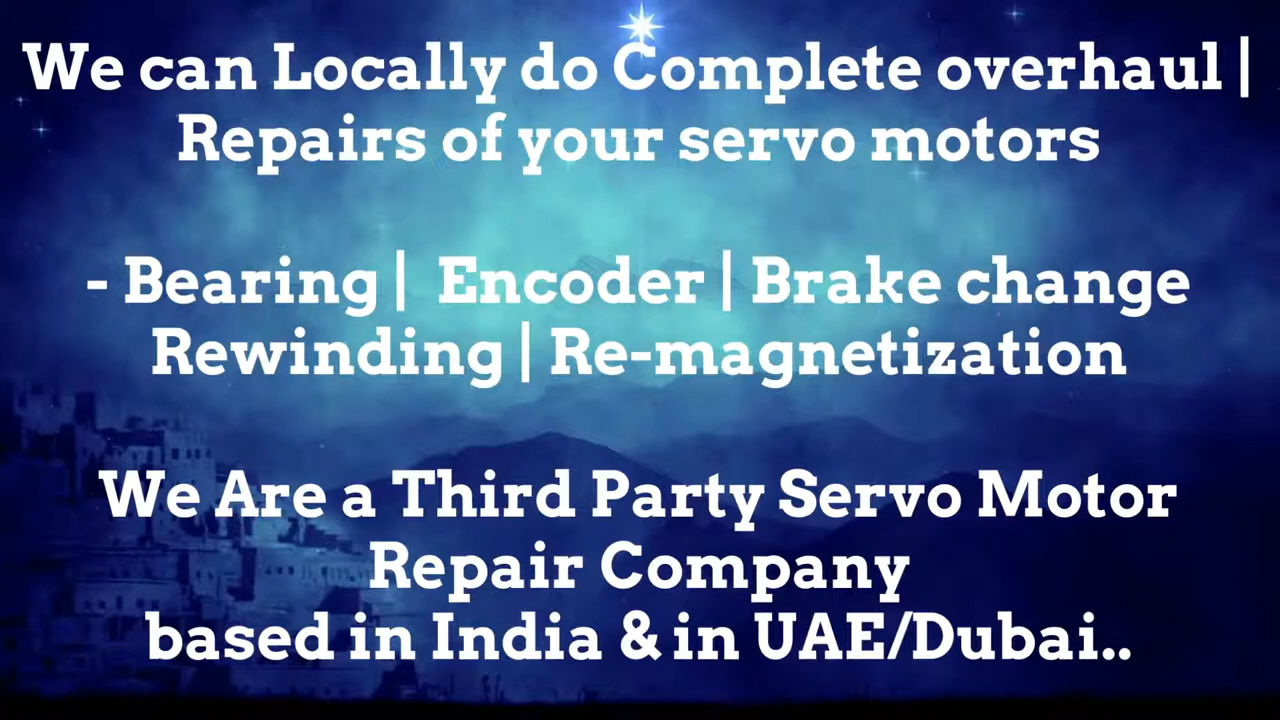 We can Locally do Complete overhaul |
Repairs of your servo motors
- Bearing | Encoder | Brake change
Rewinding | Re-magnetization
We Are a Third Party Servo Motor
Repair Company
based in India & in UAE/Dubai..